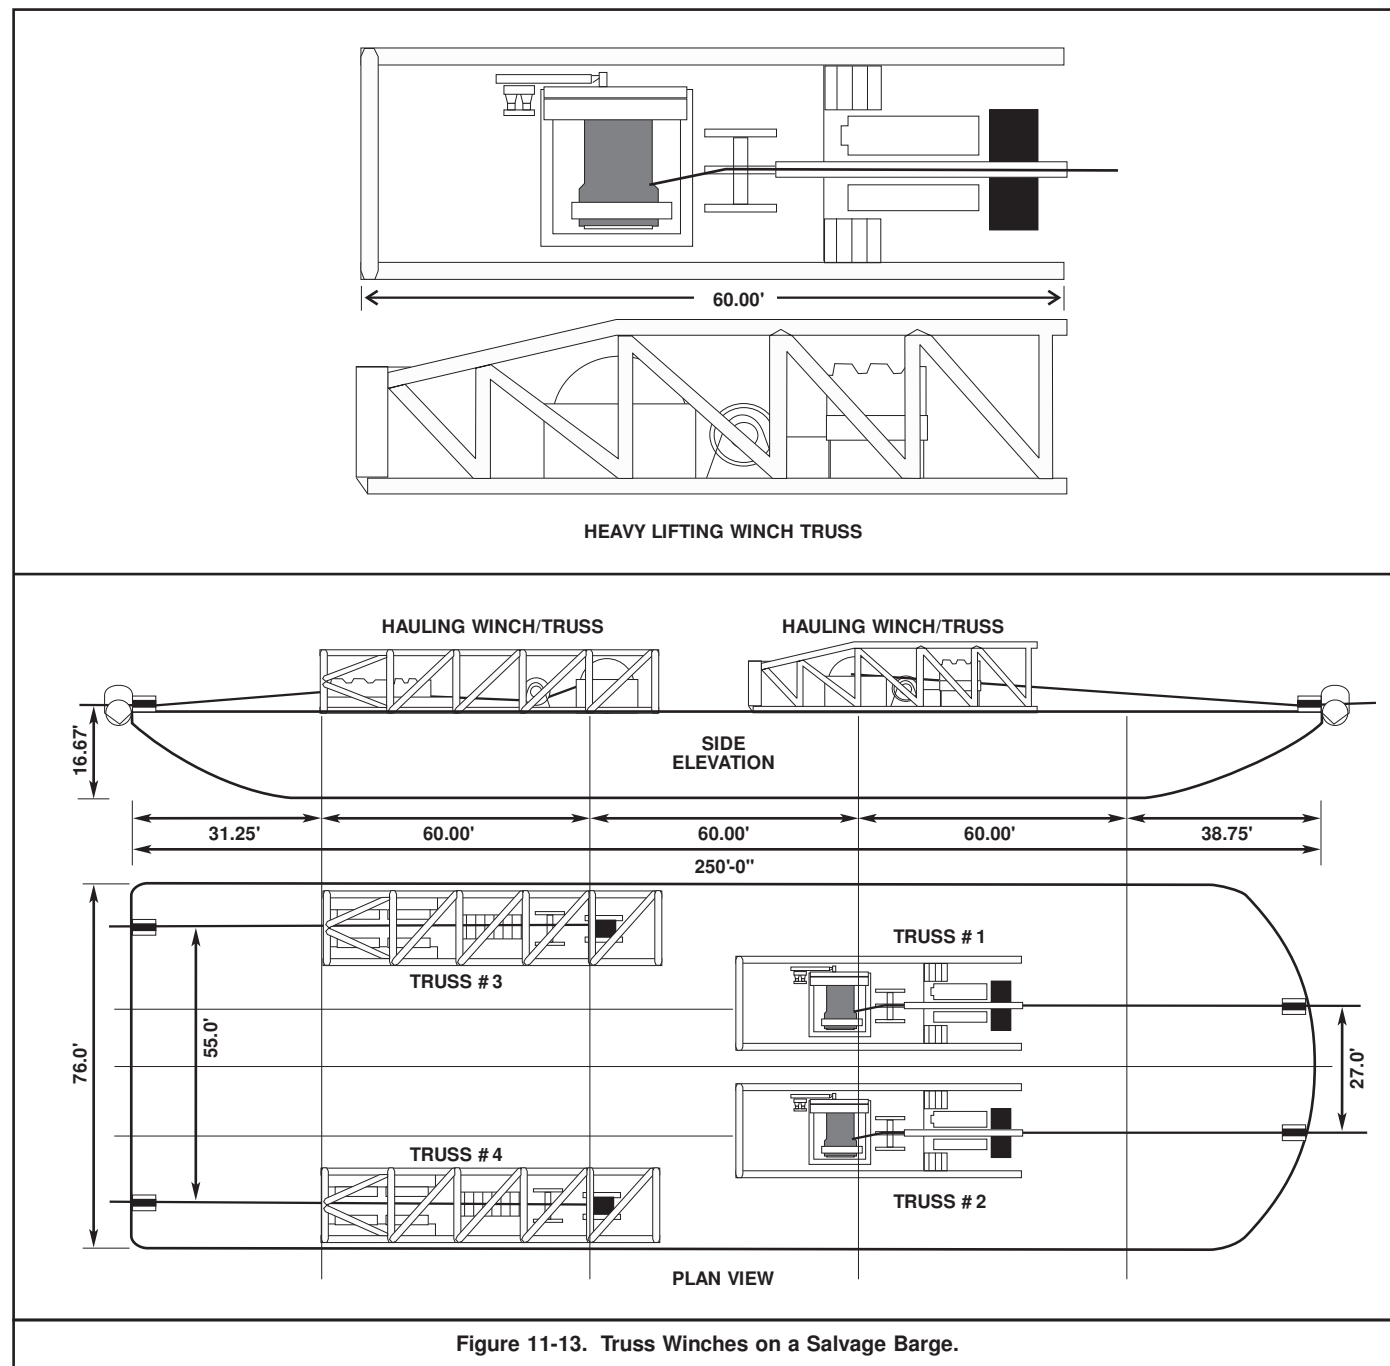 60.00'
HEAVY LIFTING WINCH TRUSS
HAULING WINCH/TRUSS
HAULING WINCH/TRUSS
16.67'
SIDE
ELEVATION
31.25'
60.00'
60.00'
60.00'
38.75'
250'-0"
76.0'
55.0'
TRUSS # 3
TRUSS # 1
27.0'
TRUSS # 4
TRUSS # 2
PLAN VIEW
Figure 11-13. Truss Winches on a Salvage Barge.